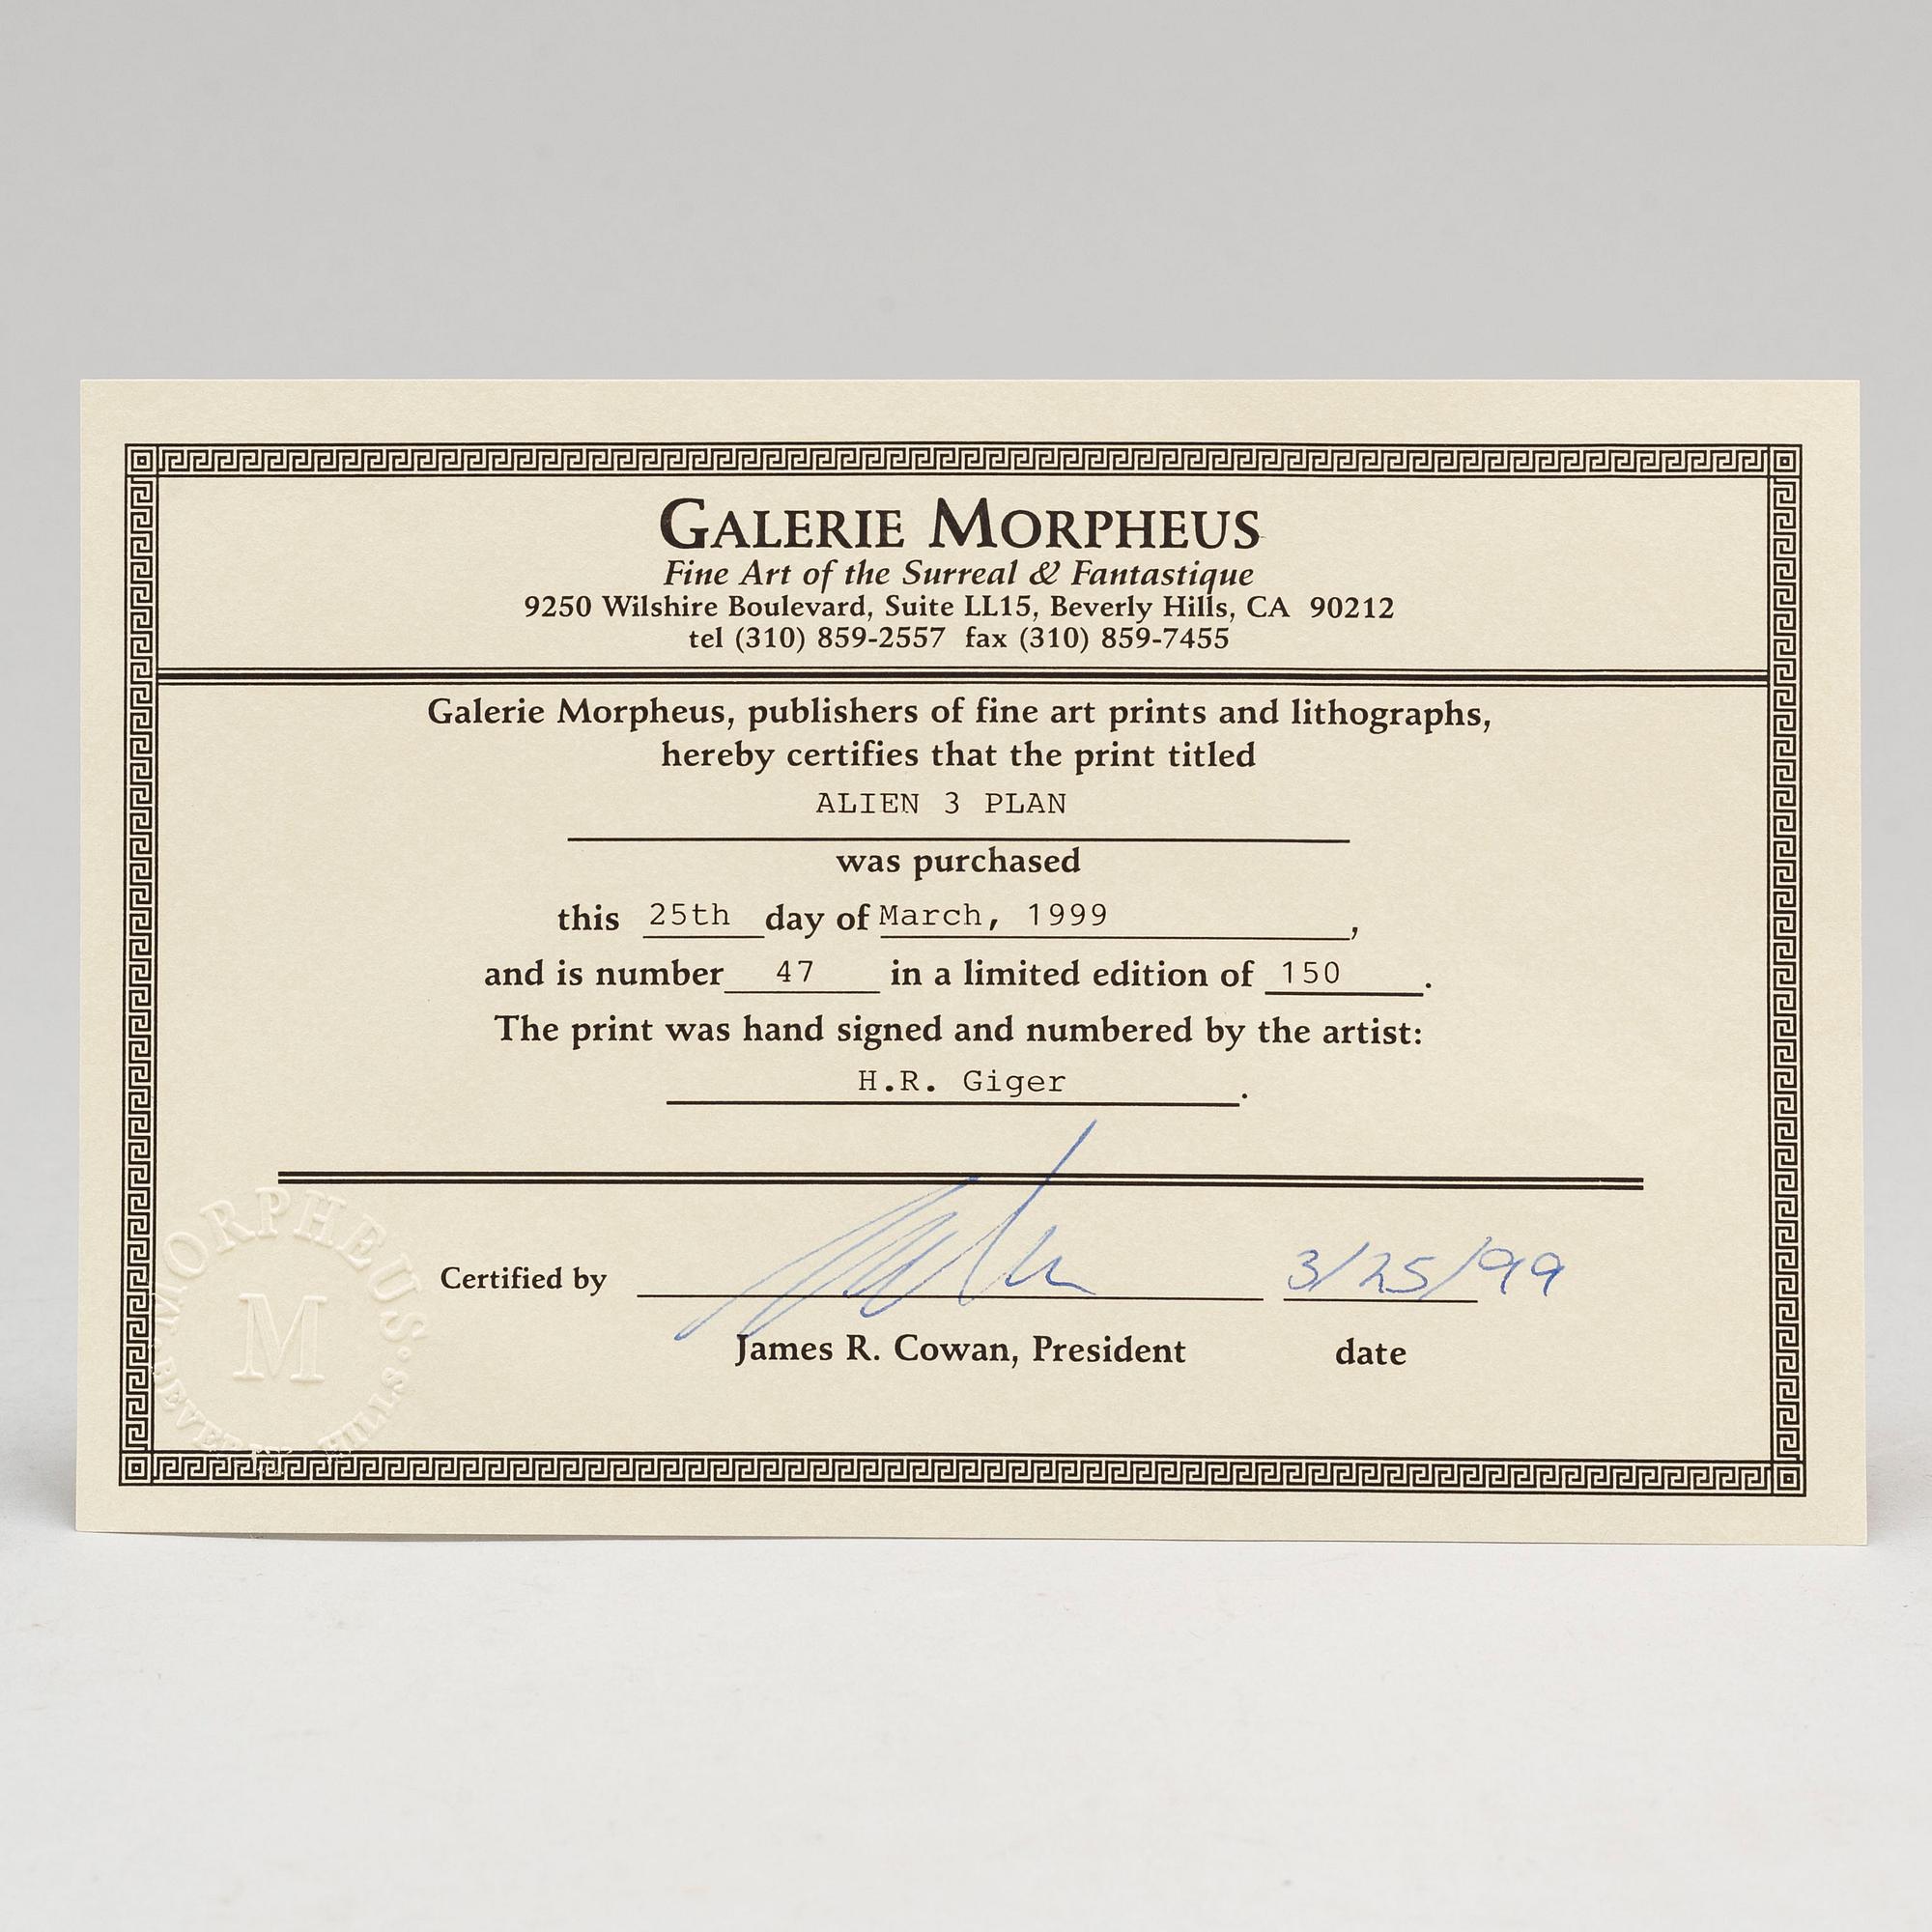 GALERIE MORPHEUS
Fine Art of the Surreal & Fantastique
9250 Wilshire Boulevard, Suite LL15, Beverly Hills, CA 90212
tel (310) 859-2557 fax (310) 859-7455
Galerie Morpheus, publishers of fine art prints and lithographs,
hereby certifies that the print titled
ALIEN 3 PLAN
was purchased
this 25th day of March, 1999,
and is number 47 in a limited edition of 150.
The print was hand signed and numbered by the artist:
H.R. Giger.
Certified by 3/25/99
James R. Cowan, President date
MORPHEUS
M
BEVERLY HILLS